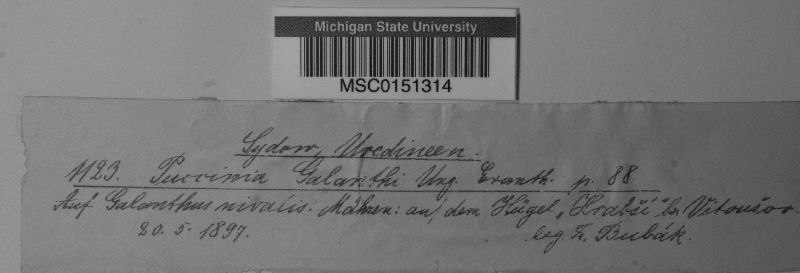 Michigan State University
MSC0151314
Sydow, Uredineen.
1123. Puccinia Galanthi Ung. Exanth. p. 88
Auf Galanthus nivalis. Mähren: auf dem Hügel „Hrabší“ bei Vitoušov.
20. 5. 1897. leg. Fr. Bubák.